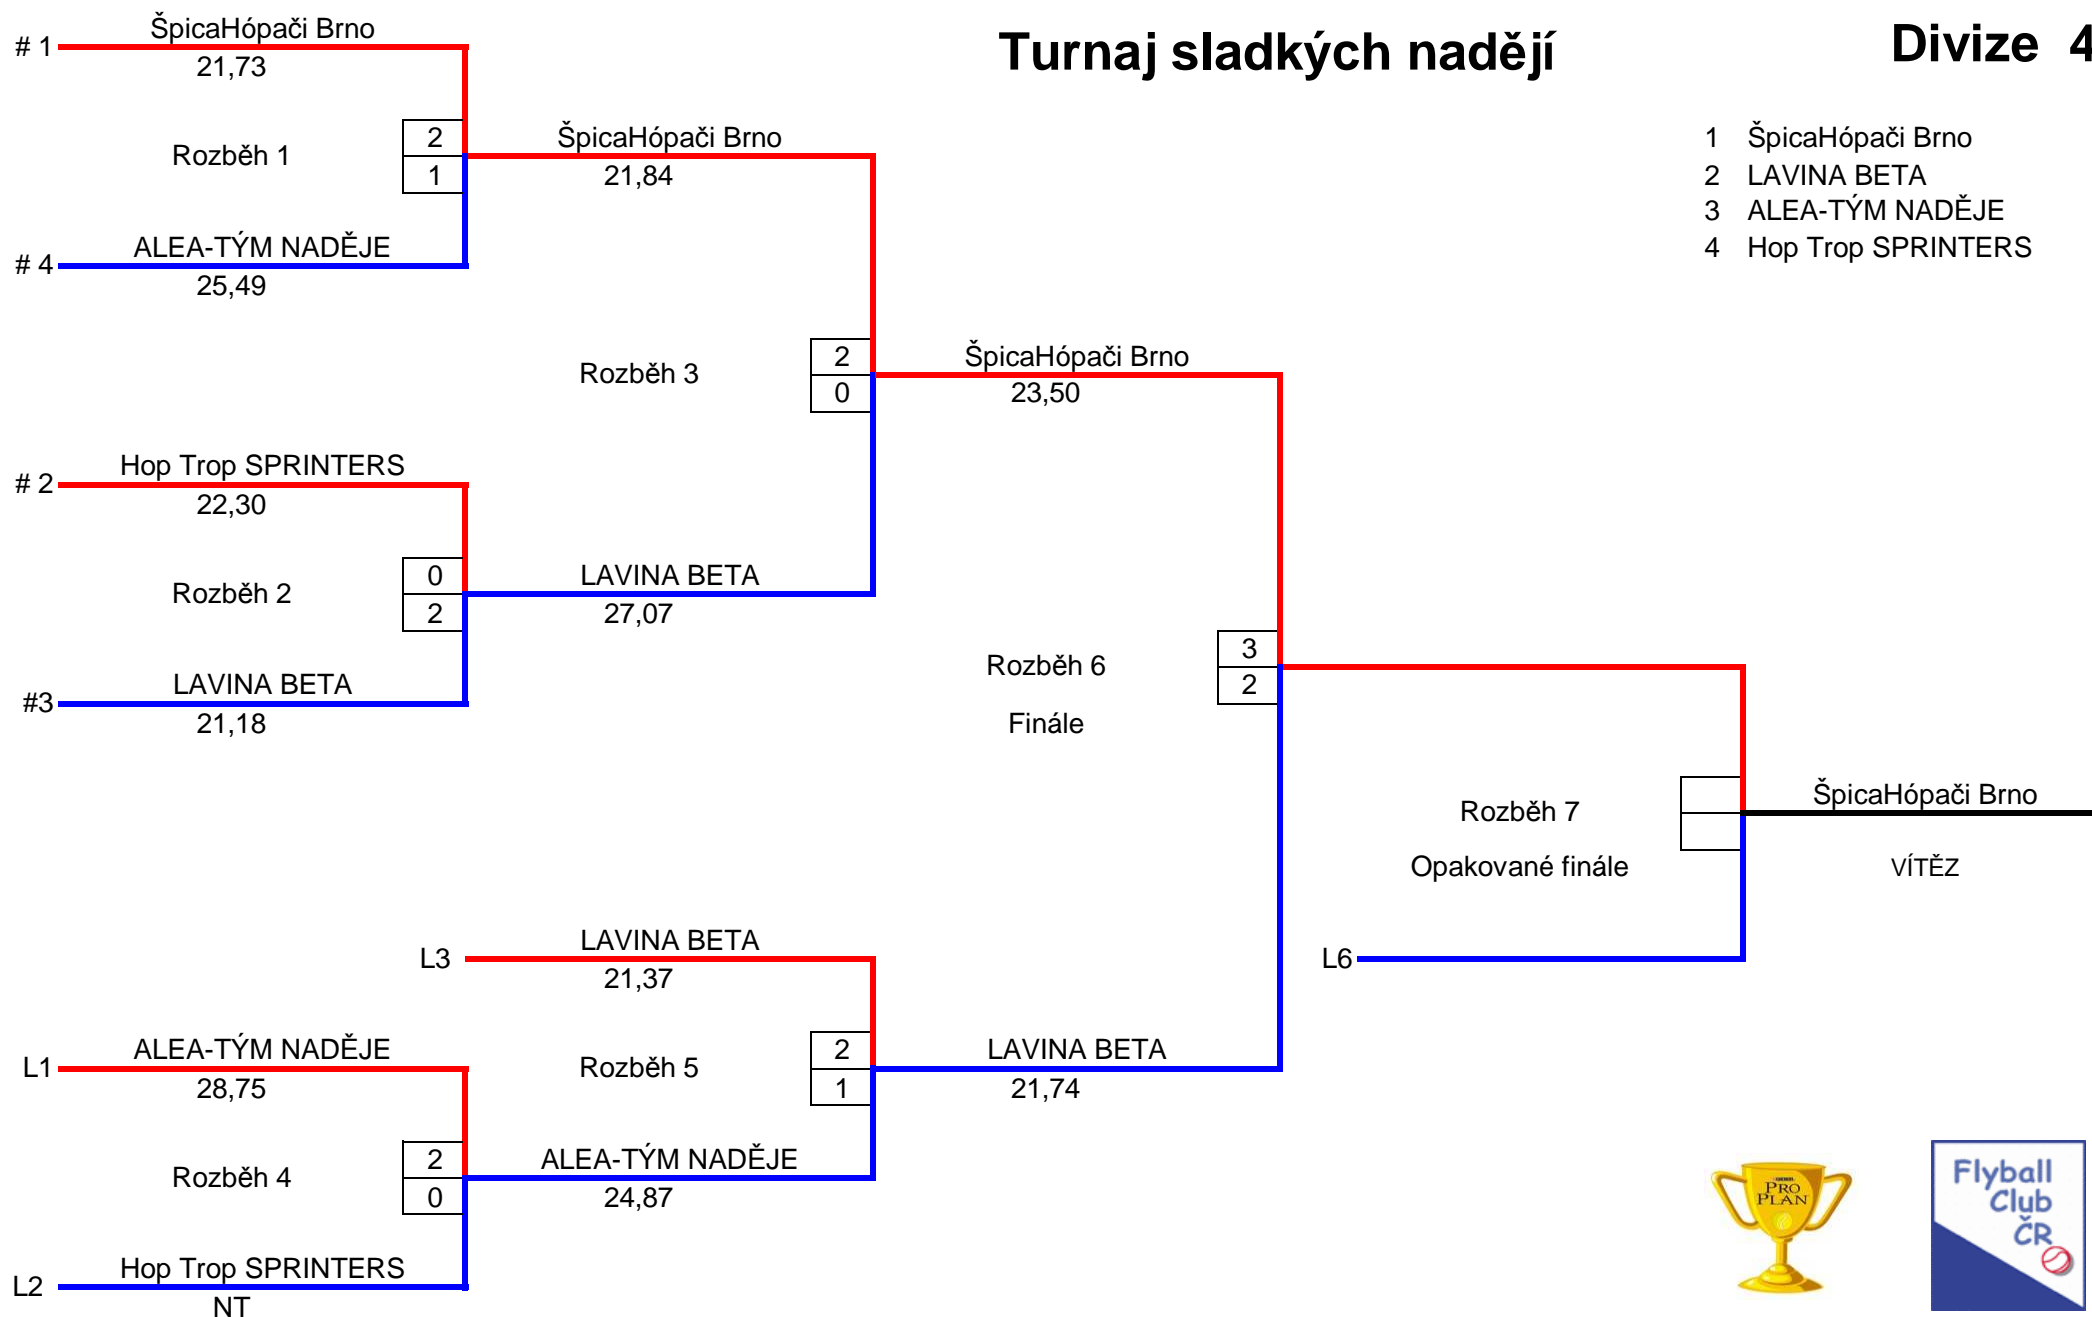 Turnaj sladkých nadějí
Divize 4
# 1
ŠpicaHópači Brno
21,73
Rozběh 1
2
1
# 4
ALEA-TÝM NADĚJE
25,49
ŠpicaHópači Brno
21,84
1 ŠpicaHópači Brno
2 LAVINA BETA
3 ALEA-TÝM NADĚJE
4 Hop Trop SPRINTERS
Rozběh 3
2
0
ŠpicaHópači Brno
23,50
# 2
Hop Trop SPRINTERS
22,30
Rozběh 2
0
2
#3
LAVINA BETA
21,18
LAVINA BETA
27,07
Rozběh 6
Finále
3
2
Rozběh 7
Opakované finále
ŠpicaHópači Brno
VÍTĚZ
L6
L3
LAVINA BETA
21,37
Rozběh 5
2
1
LAVINA BETA
21,74
L1
ALEA-TÝM NADĚJE
28,75
Rozběh 4
2
0
ALEA-TÝM NADĚJE
24,87
L2
Hop Trop SPRINTERS
NT
PRO
PLAN
Flyball
Club
ČR